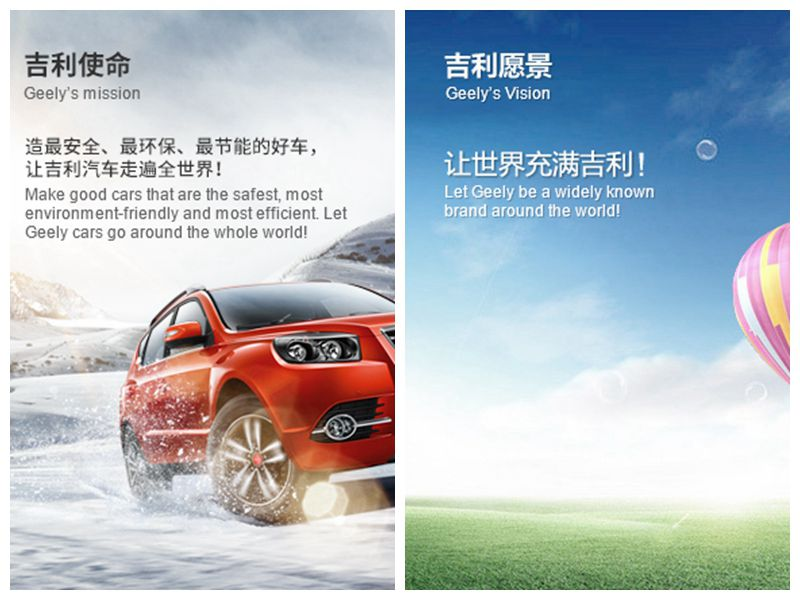 吉利使命
Geely's mission
造最安全、最环保、最节能的好车，
让吉利汽车走遍全世界！
Make good cars that are the safest, most
environment-friendly and most efficient. Let
Geely cars go around the whole world!
吉利愿景
Geely's Vision
让世界充满吉利！
Let Geely be a widely known
brand around the world!